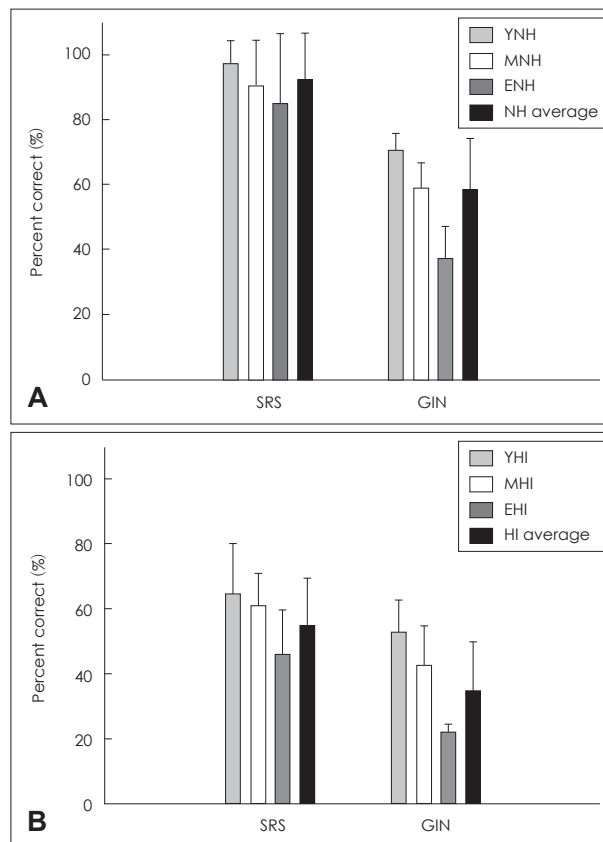 100
80
60
40
20
0
Percent correct (%)
YNH
MNH
ENH
NH average
SRS
GIN
A
100
80
60
40
20
0
Percent correct (%)
YHI
MHI
EHI
HI average
SRS
GIN
B